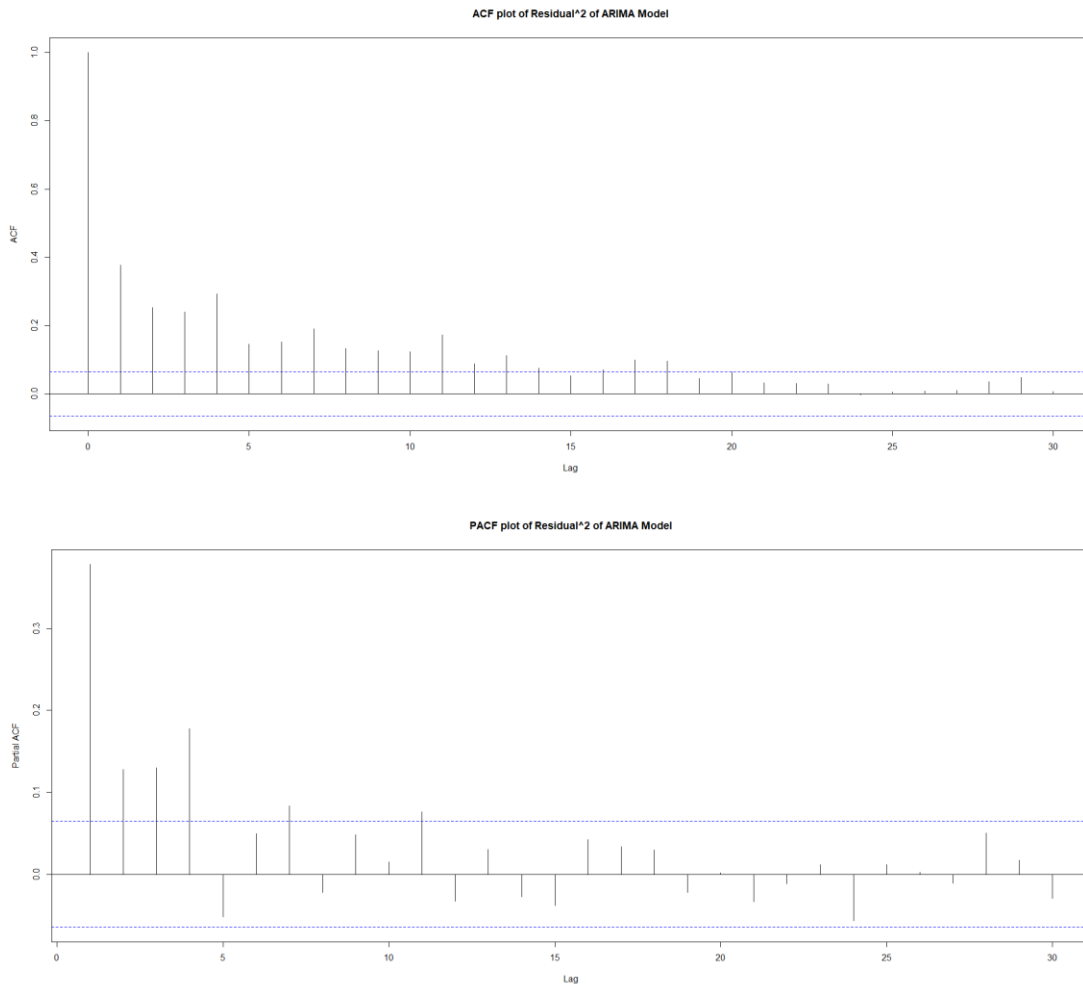 ACF plot of Residual^2 of ARIMA Model
1.0
0.8
0.6
0.4
0.2
0.0
ACF
0 5 10 15 20 25 30
Lag
PACF plot of Residual^2 of ARIMA Model
0.3
0.2
0.1
0.0
Partial ACF
0 5 10 15 20 25 30
Lag